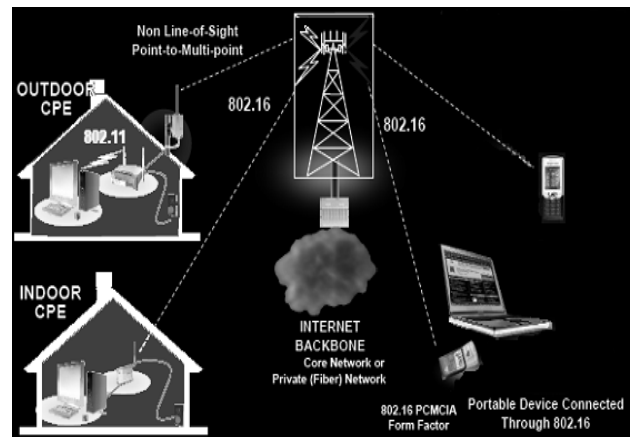 Non Line-of-Sight
Point-to-Multi-point
OUTDOOR
CPE
802.11
802.16
802.16
INDOOR
CPE
INTERNET
BACKBONE
Core Network or
Private (Fiber) Network
802.16 PCMCIA
Form Factor
Portable Device Connected
Through 802.16